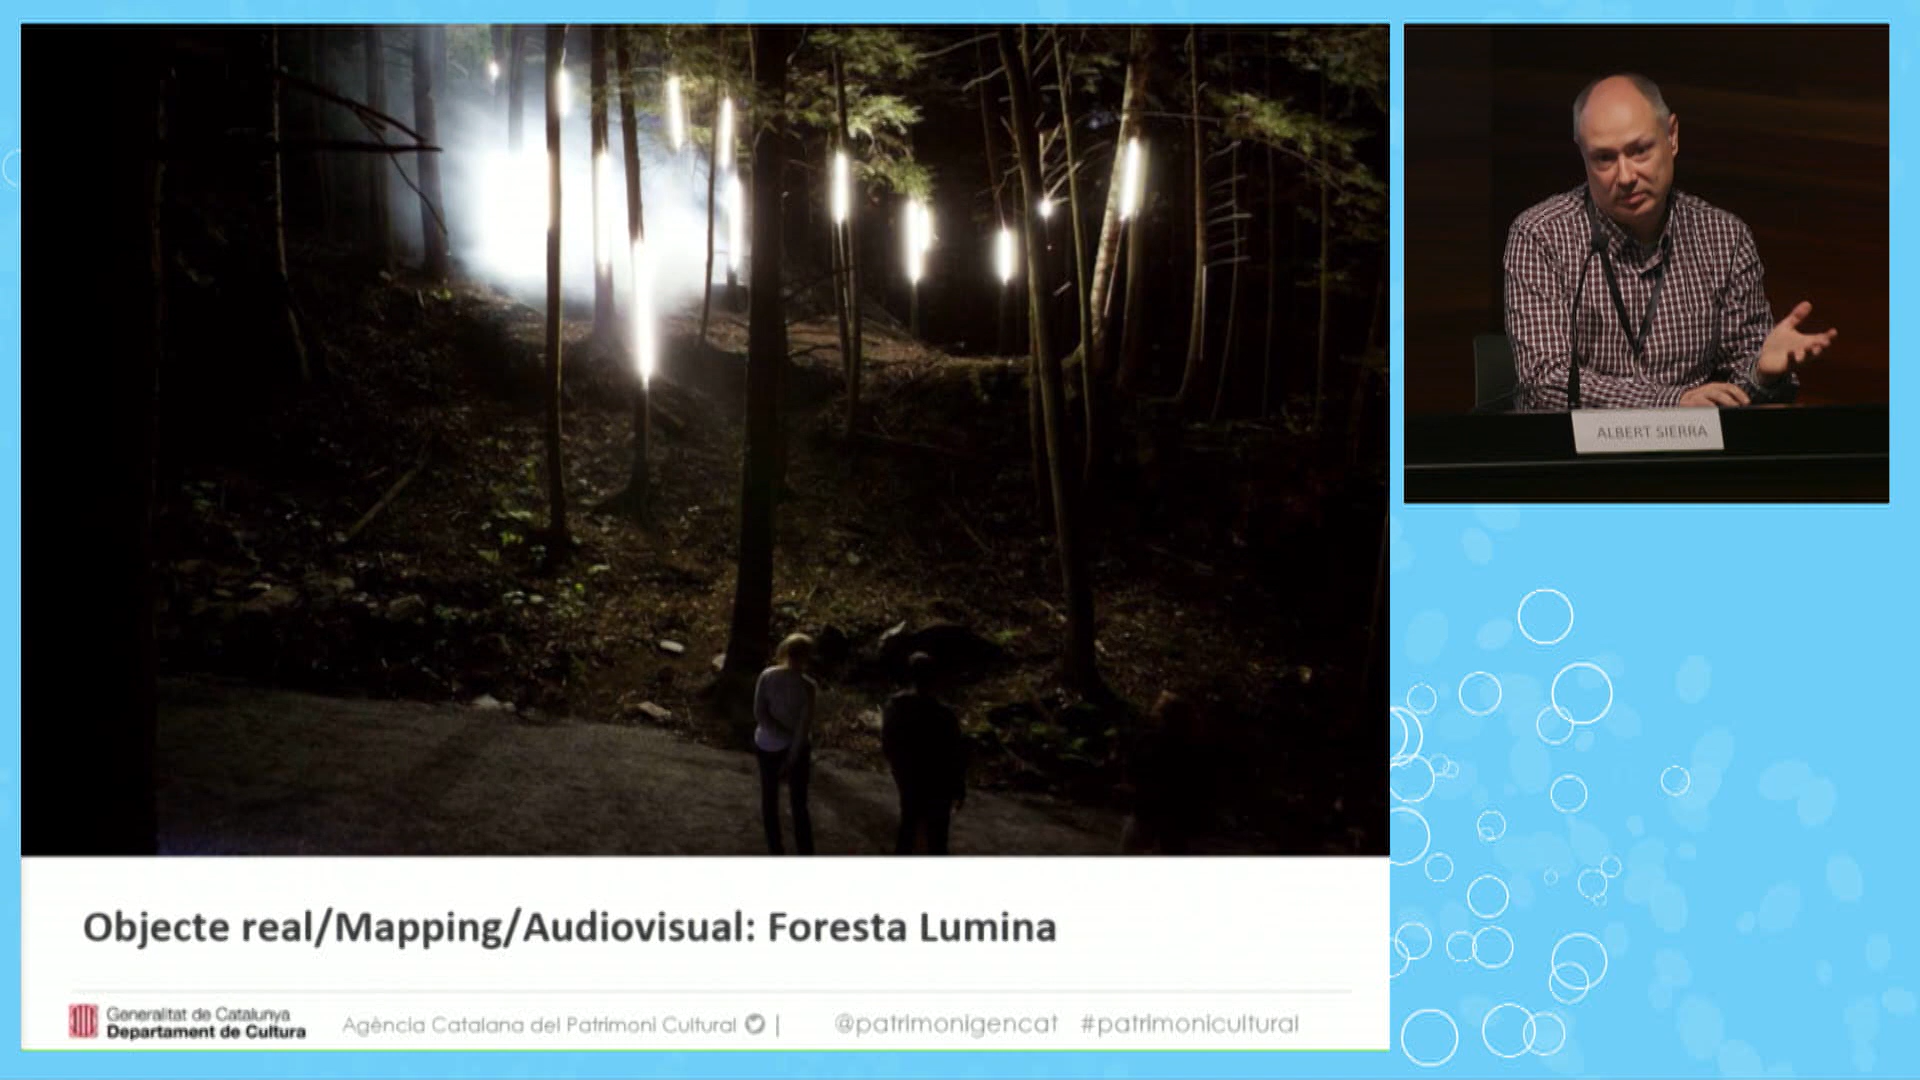 ALBERT SIERRA
Objecte real/Mapping/Audiovisual: Foresta Lumina
Generalitat de Catalunya
Departament de Cultura
Agència Catalana del Patrimoni Cultural | @patrimonigencat #patrimonicultural